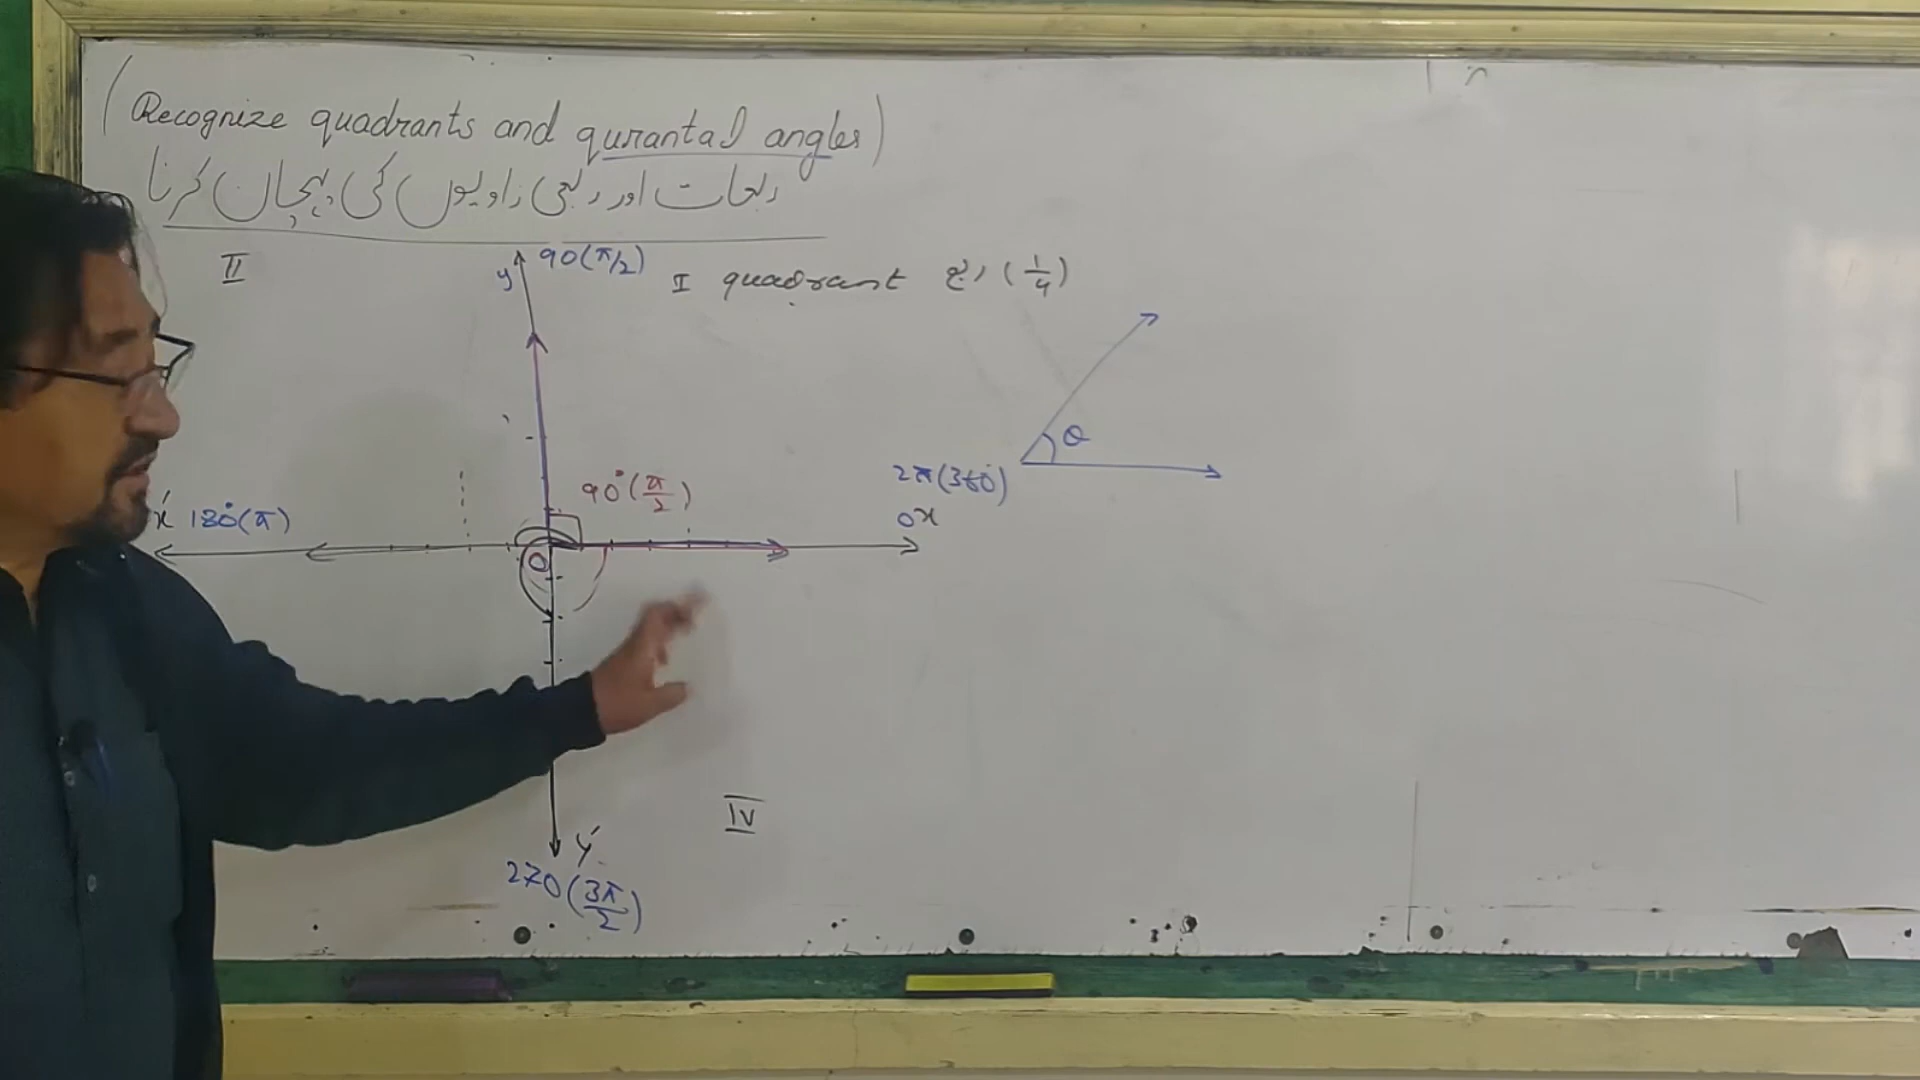 (Recognize quadrants and qurantal angles)
ربعات اور ربعی زاویوں کی پہچان کرنا
II
y 90(π/2)
I quadrant ربع (1/4)
θ
90°(π/2)
2π(360°)
x' 180°(π)
0 x
O
IV
y'
270(3π/2)